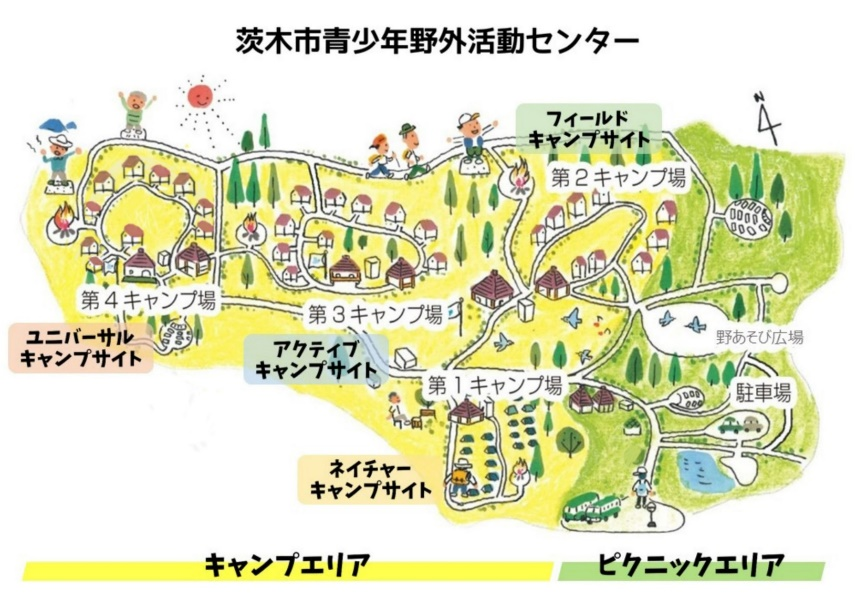 茨木市青少年野外活動センター
N
フィールド
キャンプサイト
第2キャンプ場
第4キャンプ場
第3キャンプ場
ユニバーサル
キャンプサイト
アクティブ
キャンプサイト
野あそび広場
第1キャンプ場
駐車場
ネイチャー
キャンプサイト
キャンプエリア
ピクニックエリア